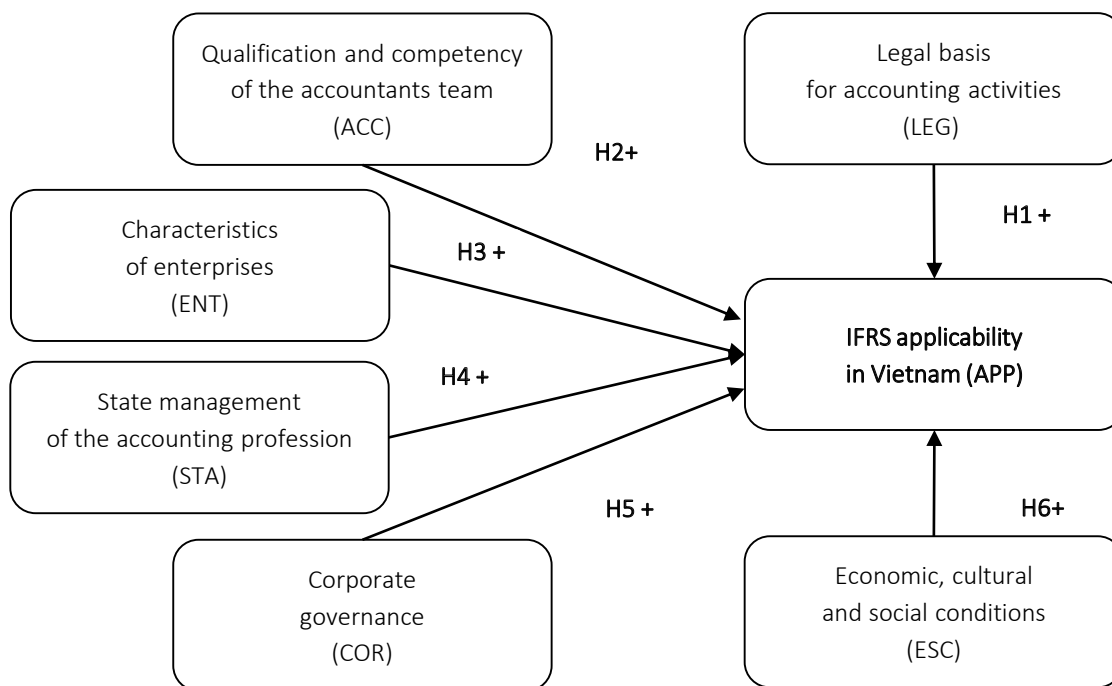 Qualification and competency
of the accountants team
(ACC)
Legal basis
for accounting activities
(LEG)
H2+
H1 +
Characteristics
of enterprises
(ENT)
H3 +
IFRS applicability
in Vietnam (APP)
State management
of the accounting profession
(STA)
H4 +
H5 +
H6+
Corporate
governance
(COR)
Economic, cultural
and social conditions
(ESC)